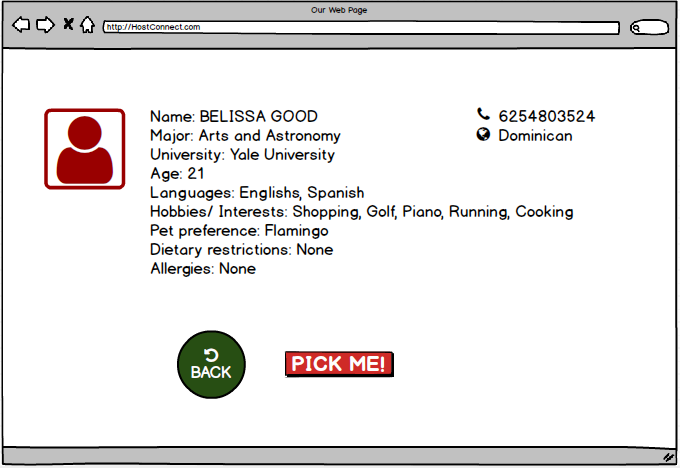 Our Web Page
http://HostConnect.com
Name: BELISSA GOOD
Major: Arts and Astronomy
University: Yale University
Age: 21
Languages: Englishs, Spanish
Hobbies/ Interests: Shopping, Golf, Piano, Running, Cooking
Pet preference: Flamingo
Dietary restrictions: None
Allergies: None
6254803524
Dominican
BACK
PICK ME!